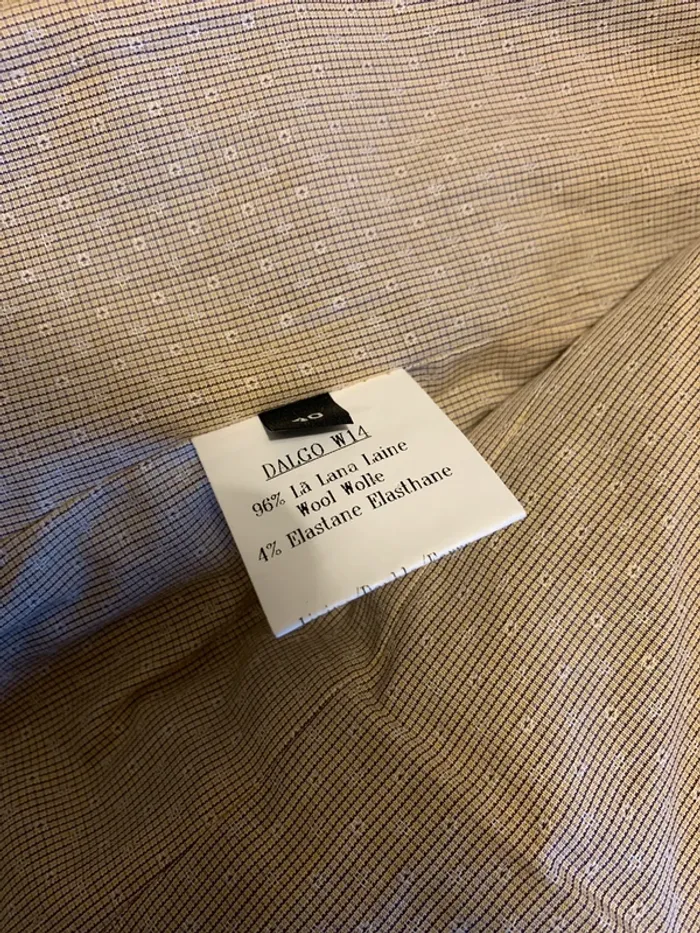 40
DALGO W14
96% Lã Lana Laine
Wool Wolle
4% Elastane Elasthane